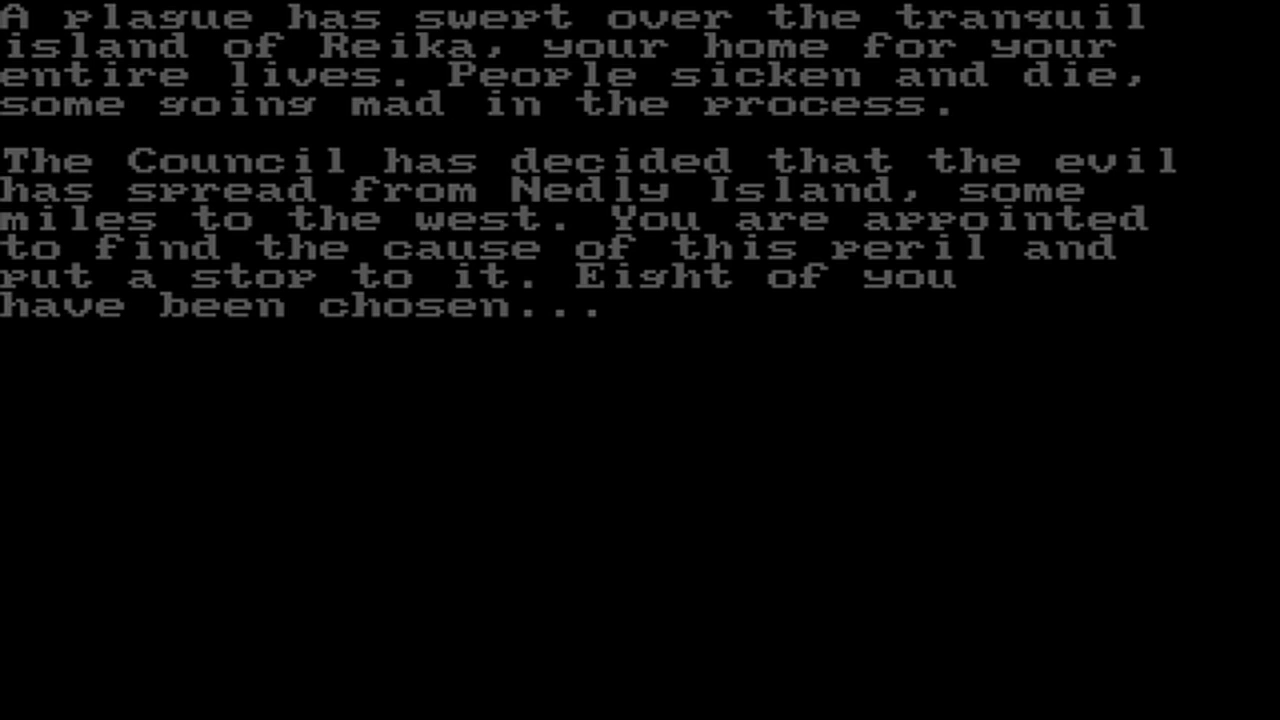 A plague has swept over the tranquil
island of Reika, your home for your
entire lives. People sicken and die,
some going mad in the process.
The Council has decided that the evil
has spread from Nedly Island, some
miles to the west. You are appointed
to find the cause of this peril and
put a stop to it. Eight of you
have been chosen...